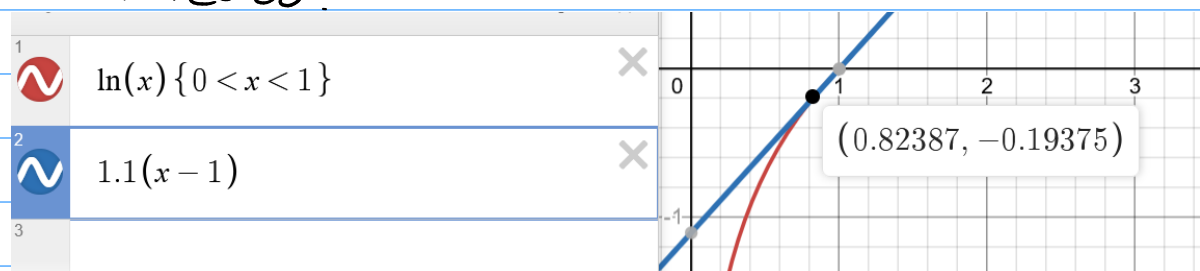 1
ln(x) {0 < x < 1}
2
1.1(x − 1)
3
0 1 2 3
(0.82387, −0.19375)
-1